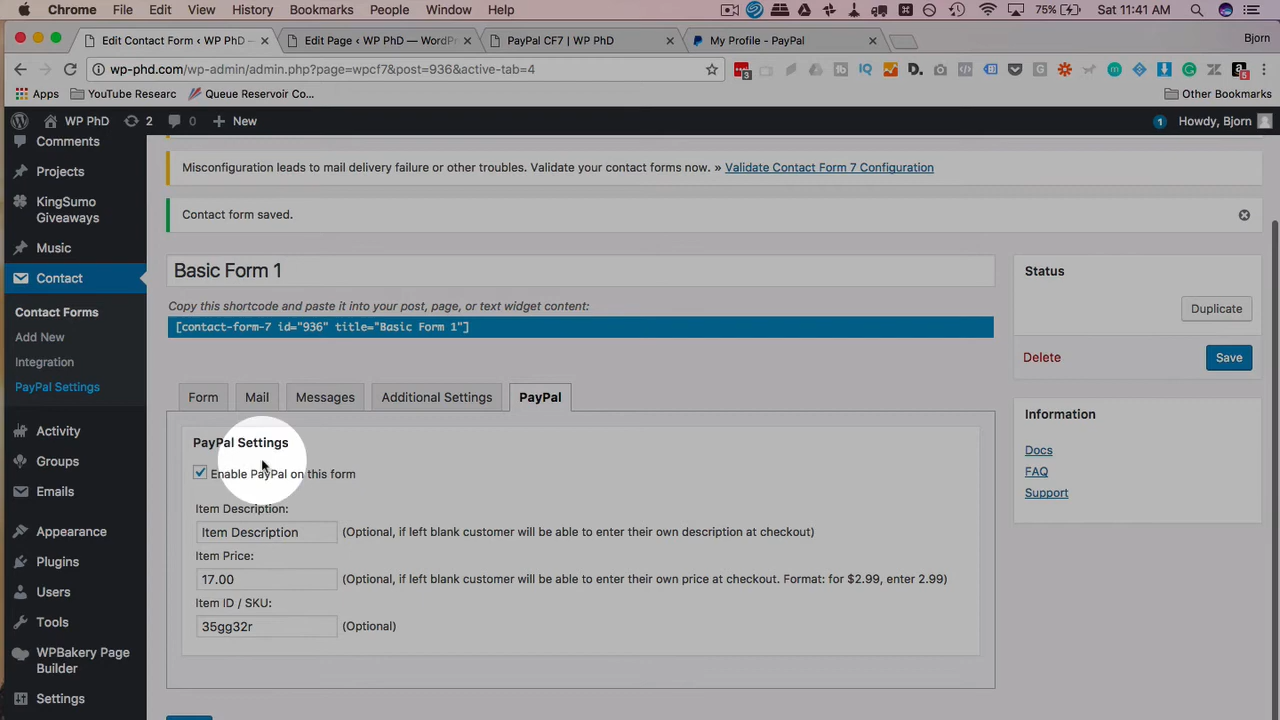 Chrome File Edit View History Bookmarks People Window Help 75% Sat 11:41 AM
Edit Contact Form < WP PhD — Edit Page < WP PhD — WordPr PayPal CF7 | WP PhD My Profile - PayPal Bjorn
wp-phd.com/wp-admin/admin.php?page=wpcf7&post=936&active-tab=4
Apps YouTube Researc Queue Reservoir Co... Other Bookmarks
WP PhD 2 0 New 1 Howdy, Bjorn
Comments
Projects
KingSumo
Giveaways
Music
Contact
Contact Forms
Add New
Integration
PayPal Settings
Activity
Groups
Emails
Appearance
Plugins
Users
Tools
WPBakery Page
Builder
Settings
Misconfiguration leads to mail delivery failure or other troubles. Validate your contact forms now. » Validate Contact Form 7 Configuration
Contact form saved.
Basic Form 1
Copy this shortcode and paste it into your post, page, or text widget content:
[contact-form-7 id="936" title="Basic Form 1"]
Form Mail Messages Additional Settings PayPal
PayPal Settings
Enable PayPal on this form
Item Description:
Item Description (Optional, if left blank customer will be able to enter their own description at checkout)
Item Price:
17.00 (Optional, if left blank customer will be able to enter their own price at checkout. Format: for $2.99, enter 2.99)
Item ID / SKU:
35gg32r (Optional)
Status
Duplicate
Delete Save
Information
Docs
FAQ
Support